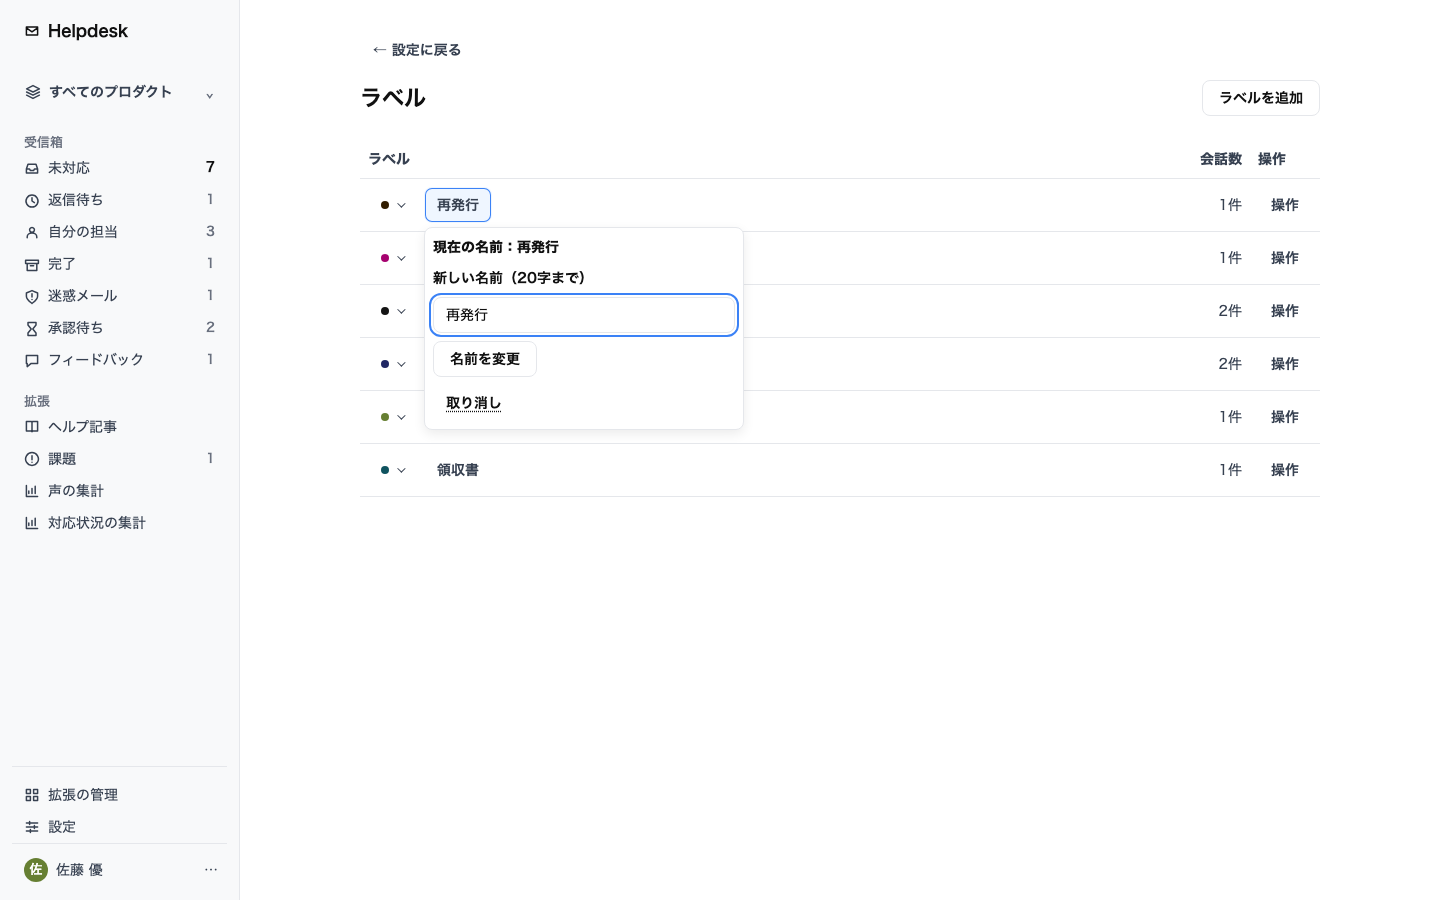 Helpdesk
すべてのプロダクト
受信箱
未対応 7
返信待ち 1
自分の担当 3
完了 1
迷惑メール 1
承認待ち 2
フィードバック 1
拡張
ヘルプ記事
課題 1
声の集計
対応状況の集計
拡張の管理
設定
佐 佐藤 優 …
← 設定に戻る
ラベル
ラベルを追加
ラベル 会話数 操作
再発行 1件 操作
現在の名前：再発行
新しい名前（20字まで）
再発行
名前を変更
取り消し
1件 操作
2件 操作
2件 操作
1件 操作
領収書 1件 操作